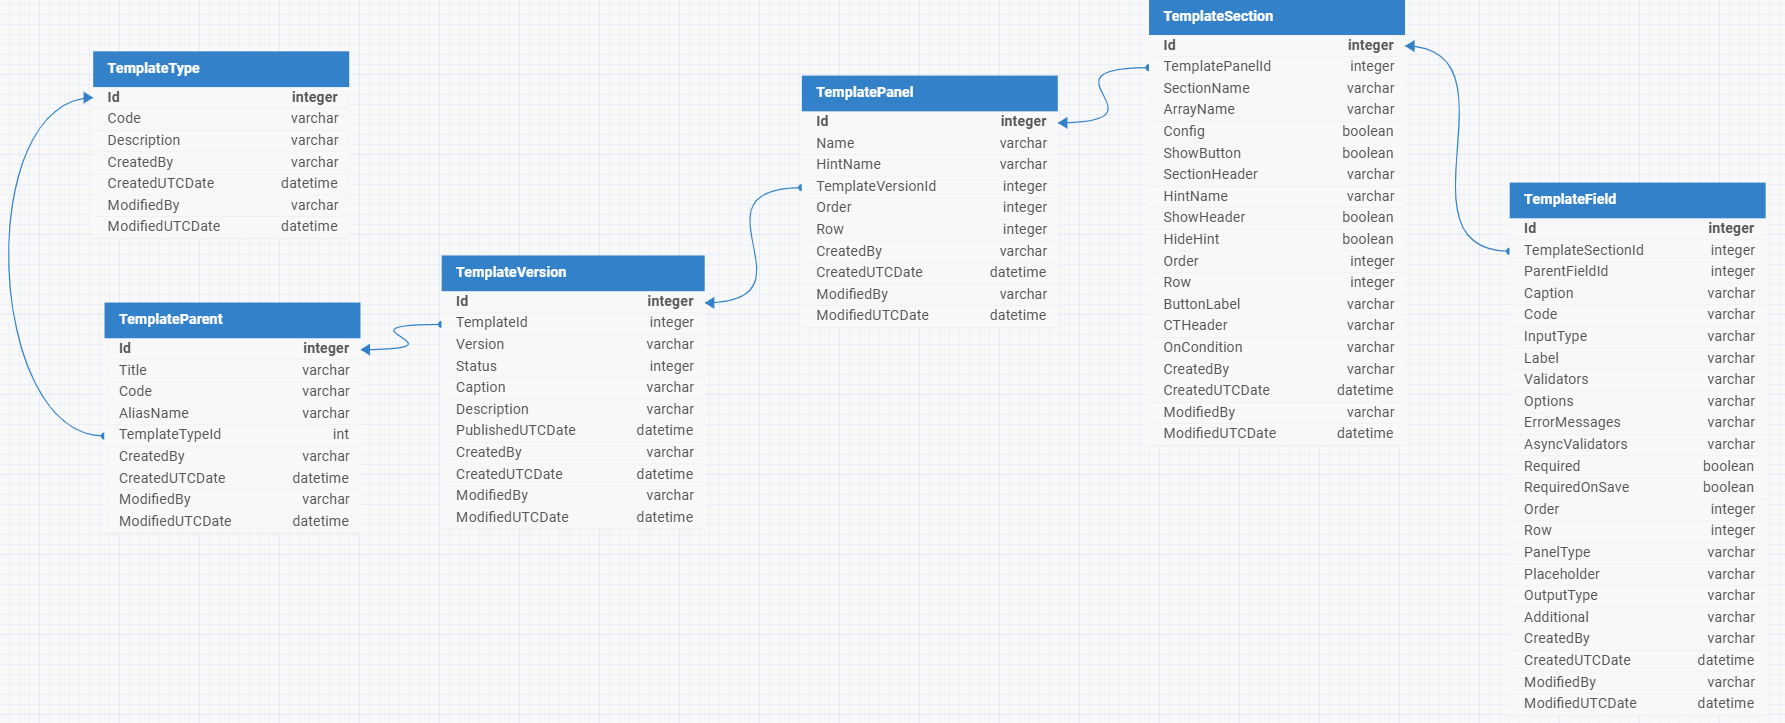 TemplateType
Id integer
Code varchar
Description varchar
CreatedBy varchar
CreatedUTCDate datetime
ModifiedBy varchar
ModifiedUTCDate datetime
TemplateParent
Id integer
Title varchar
Code varchar
AliasName varchar
TemplateTypeId int
CreatedBy varchar
CreatedUTCDate datetime
ModifiedBy varchar
ModifiedUTCDate datetime
TemplateVersion
Id integer
TemplateId integer
Version varchar
Status integer
Caption varchar
Description varchar
PublishedUTCDate datetime
CreatedBy varchar
CreatedUTCDate datetime
ModifiedBy varchar
ModifiedUTCDate datetime
TemplatePanel
Id integer
Name varchar
HintName varchar
TemplateVersionId integer
Order integer
Row integer
CreatedBy varchar
CreatedUTCDate datetime
ModifiedBy varchar
ModifiedUTCDate datetime
TemplateSection
Id integer
TemplatePanelId integer
SectionName varchar
ArrayName varchar
Config boolean
ShowButton boolean
SectionHeader varchar
HintName varchar
ShowHeader boolean
HideHint boolean
Order integer
Row integer
ButtonLabel varchar
CTHeader varchar
OnCondition varchar
CreatedBy varchar
CreatedUTCDate datetime
ModifiedBy varchar
ModifiedUTCDate datetime
TemplateField
Id integer
TemplateSectionId integer
ParentFieldId integer
Caption varchar
Code varchar
InputType varchar
Label varchar
Validators varchar
Options varchar
ErrorMessages varchar
AsyncValidators varchar
Required boolean
RequiredOnSave boolean
Order integer
Row integer
PanelType varchar
Placeholder varchar
OutputType varchar
Additional varchar
CreatedBy varchar
CreatedUTCDate datetime
ModifiedBy varchar
ModifiedUTCDate datetime